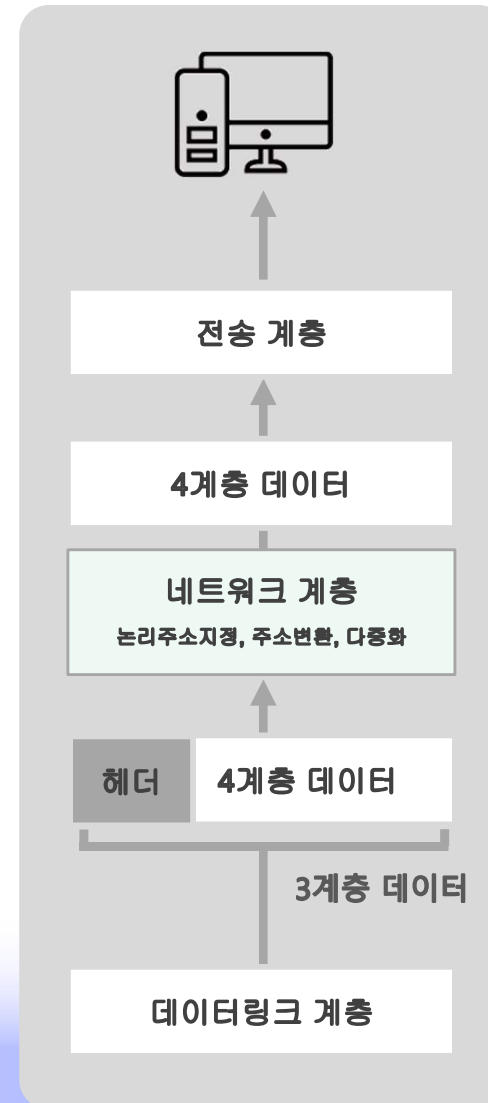 전송 계층
4계층 데이터
네트워크 계층
논리주소지정, 주소변환, 다중화
헤더 4계층 데이터
3계층 데이터
데이터링크 계층